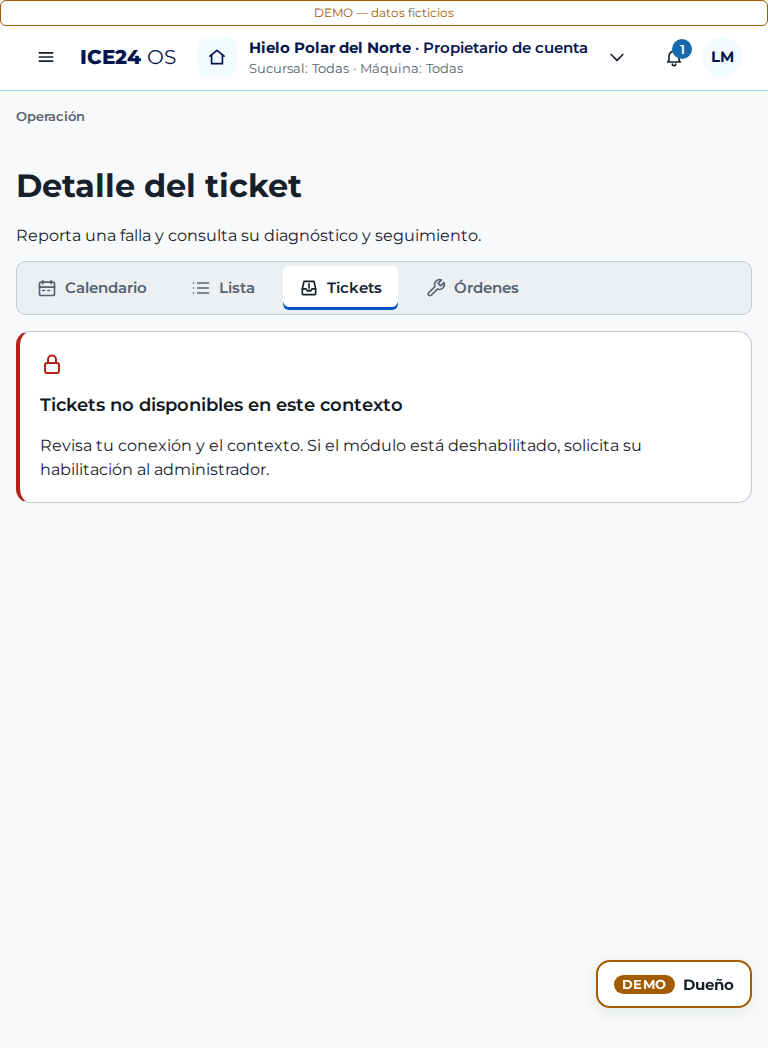 DEMO — datos ficticios
ICE24 OS
Hielo Polar del Norte · Propietario de cuenta
Sucursal: Todas · Máquina: Todas
1
LM
Operación
Detalle del ticket
Reporta una falla y consulta su diagnóstico y seguimiento.
Calendario
Lista
Tickets
Órdenes
Tickets no disponibles en este contexto
Revisa tu conexión y el contexto. Si el módulo está deshabilitado, solicita su
habilitación al administrador.
DEMO Dueño